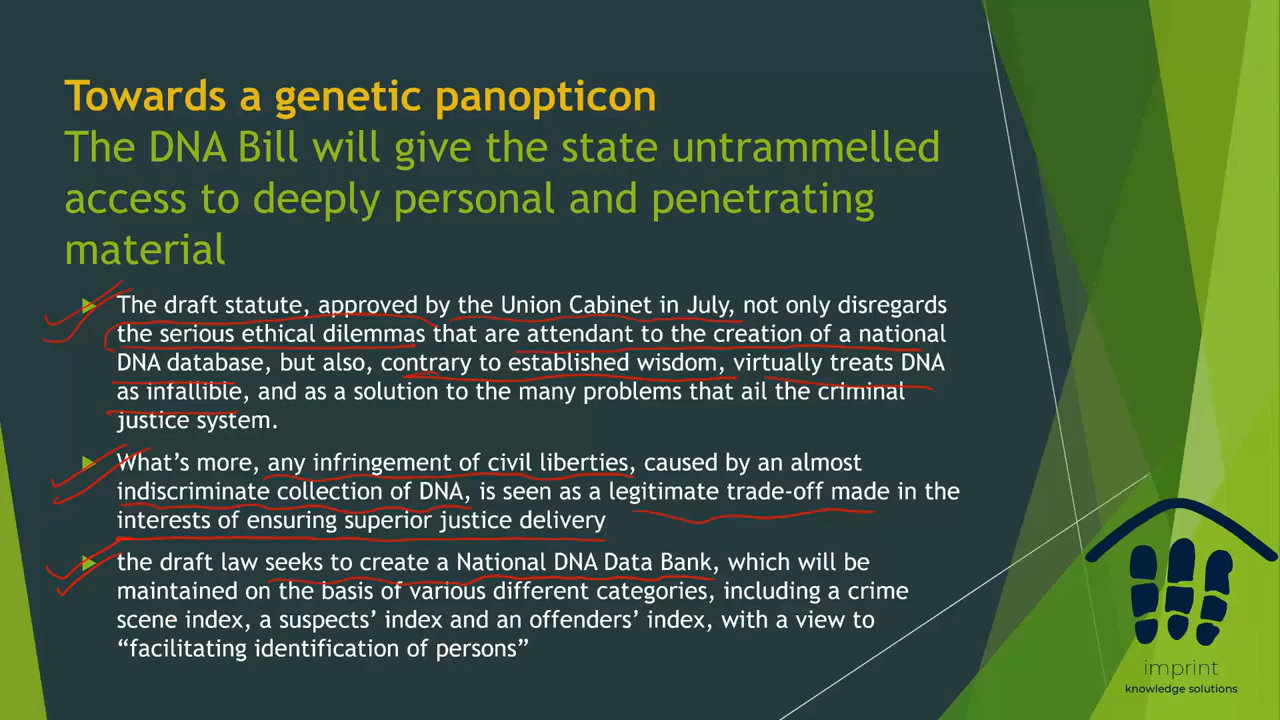 Towards a genetic panopticon
The DNA Bill will give the state untrammelled
access to deeply personal and penetrating
material
The draft statute, approved by the Union Cabinet in July, not only disregards
the serious ethical dilemmas that are attendant to the creation of a national
DNA database, but also, contrary to established wisdom, virtually treats DNA
as infallible, and as a solution to the many problems that ail the criminal
justice system.
What’s more, any infringement of civil liberties, caused by an almost
indiscriminate collection of DNA, is seen as a legitimate trade-off made in the
interests of ensuring superior justice delivery
the draft law seeks to create a National DNA Data Bank, which will be
maintained on the basis of various different categories, including a crime
scene index, a suspects’ index and an offenders’ index, with a view to
“facilitating identification of persons”
imprint
knowledge solutions